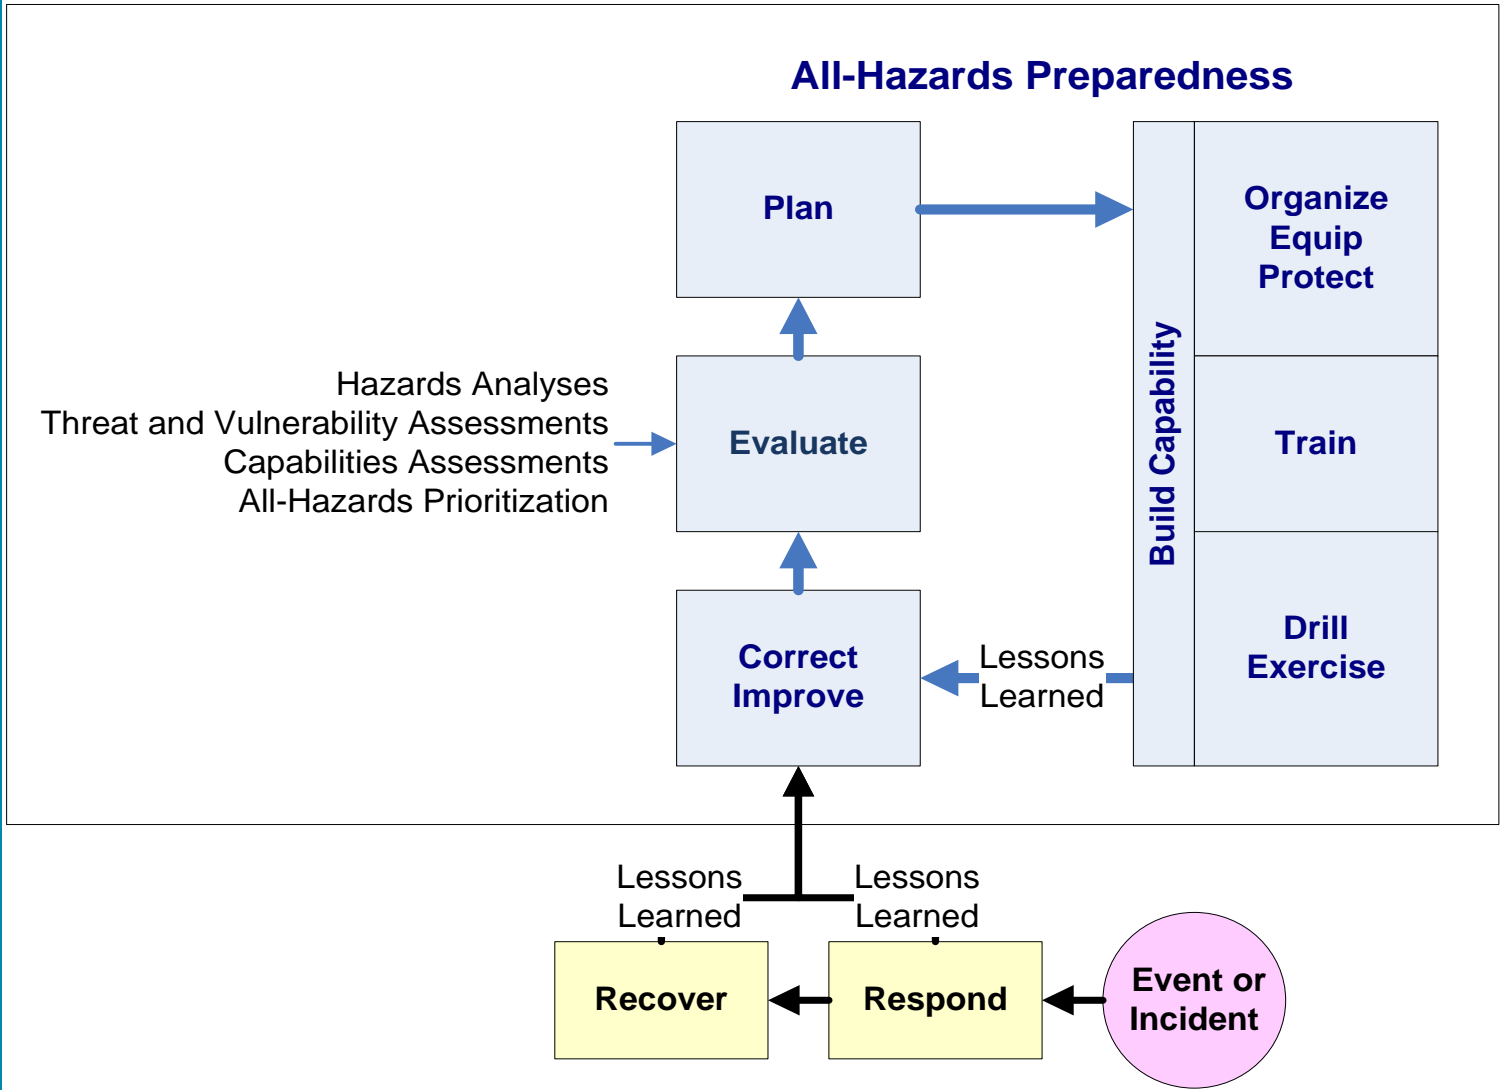 All-Hazards Preparedness
Plan
Organize
Equip
Protect
Hazards Analyses
Threat and Vulnerability Assessments
Capabilities Assessments
All-Hazards Prioritization
Evaluate
Build Capability
Train
Correct
Improve
Lessons
Learned
Drill
Exercise
Lessons
Learned
Lessons
Learned
Recover
Respond
Event or
Incident